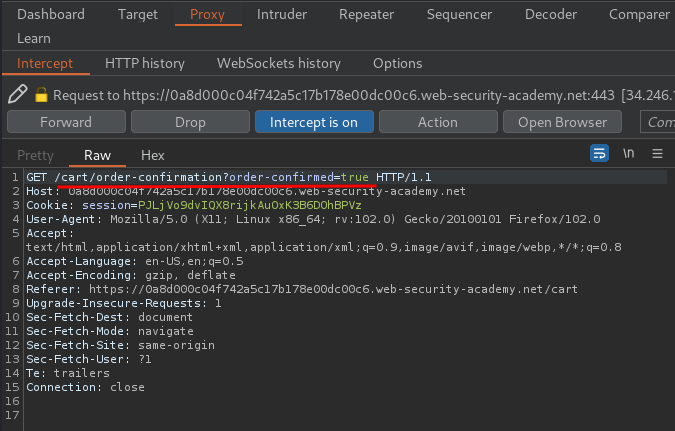 Dashboard Target Proxy Intruder Repeater Sequencer Decoder Comparer
Learn
Intercept HTTP history WebSockets history Options
Request to https://0a8d000c04f742a5c17b178e00dc00c6.web-security-academy.net:443 [34.246.1
Forward Drop Intercept is on Action Open Browser Com
Pretty Raw Hex \n
1 GET /cart/order-confirmation?order-confirmed=true HTTP/1.1
2 Host: 0a8d000c04f742a5c17b178e00dc00c6.web-security-academy.net
3 Cookie: session=PJLjVo9dvIQX8rijkAuOxK3B6DOhBPVz
4 User-Agent: Mozilla/5.0 (X11; Linux x86_64; rv:102.0) Gecko/20100101 Firefox/102.0
5 Accept:
text/html,application/xhtml+xml,application/xml;q=0.9,image/avif,image/webp,*/*;q=0.8
6 Accept-Language: en-US,en;q=0.5
7 Accept-Encoding: gzip, deflate
8 Referer: https://0a8d000c04f742a5c17b178e00dc00c6.web-security-academy.net/cart
9 Upgrade-Insecure-Requests: 1
10 Sec-Fetch-Dest: document
11 Sec-Fetch-Mode: navigate
12 Sec-Fetch-Site: same-origin
13 Sec-Fetch-User: ?1
14 Te: trailers
15 Connection: close
16
17